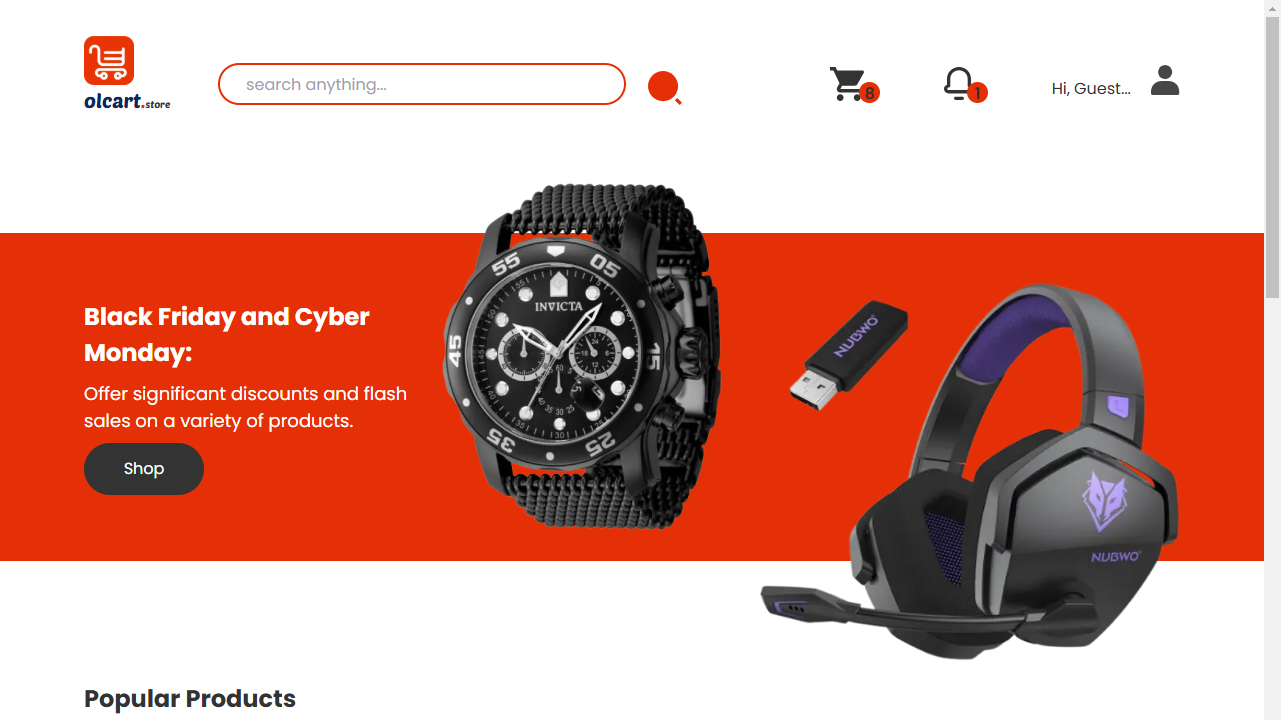 olcart.store
search anything...
8
1
Hi, Guest...
Black Friday and Cyber
Monday:
Offer significant discounts and flash
sales on a variety of products.
Shop
55
05
45
15
35
25
INVICTA
NUBWO
NUBWO
Popular Products